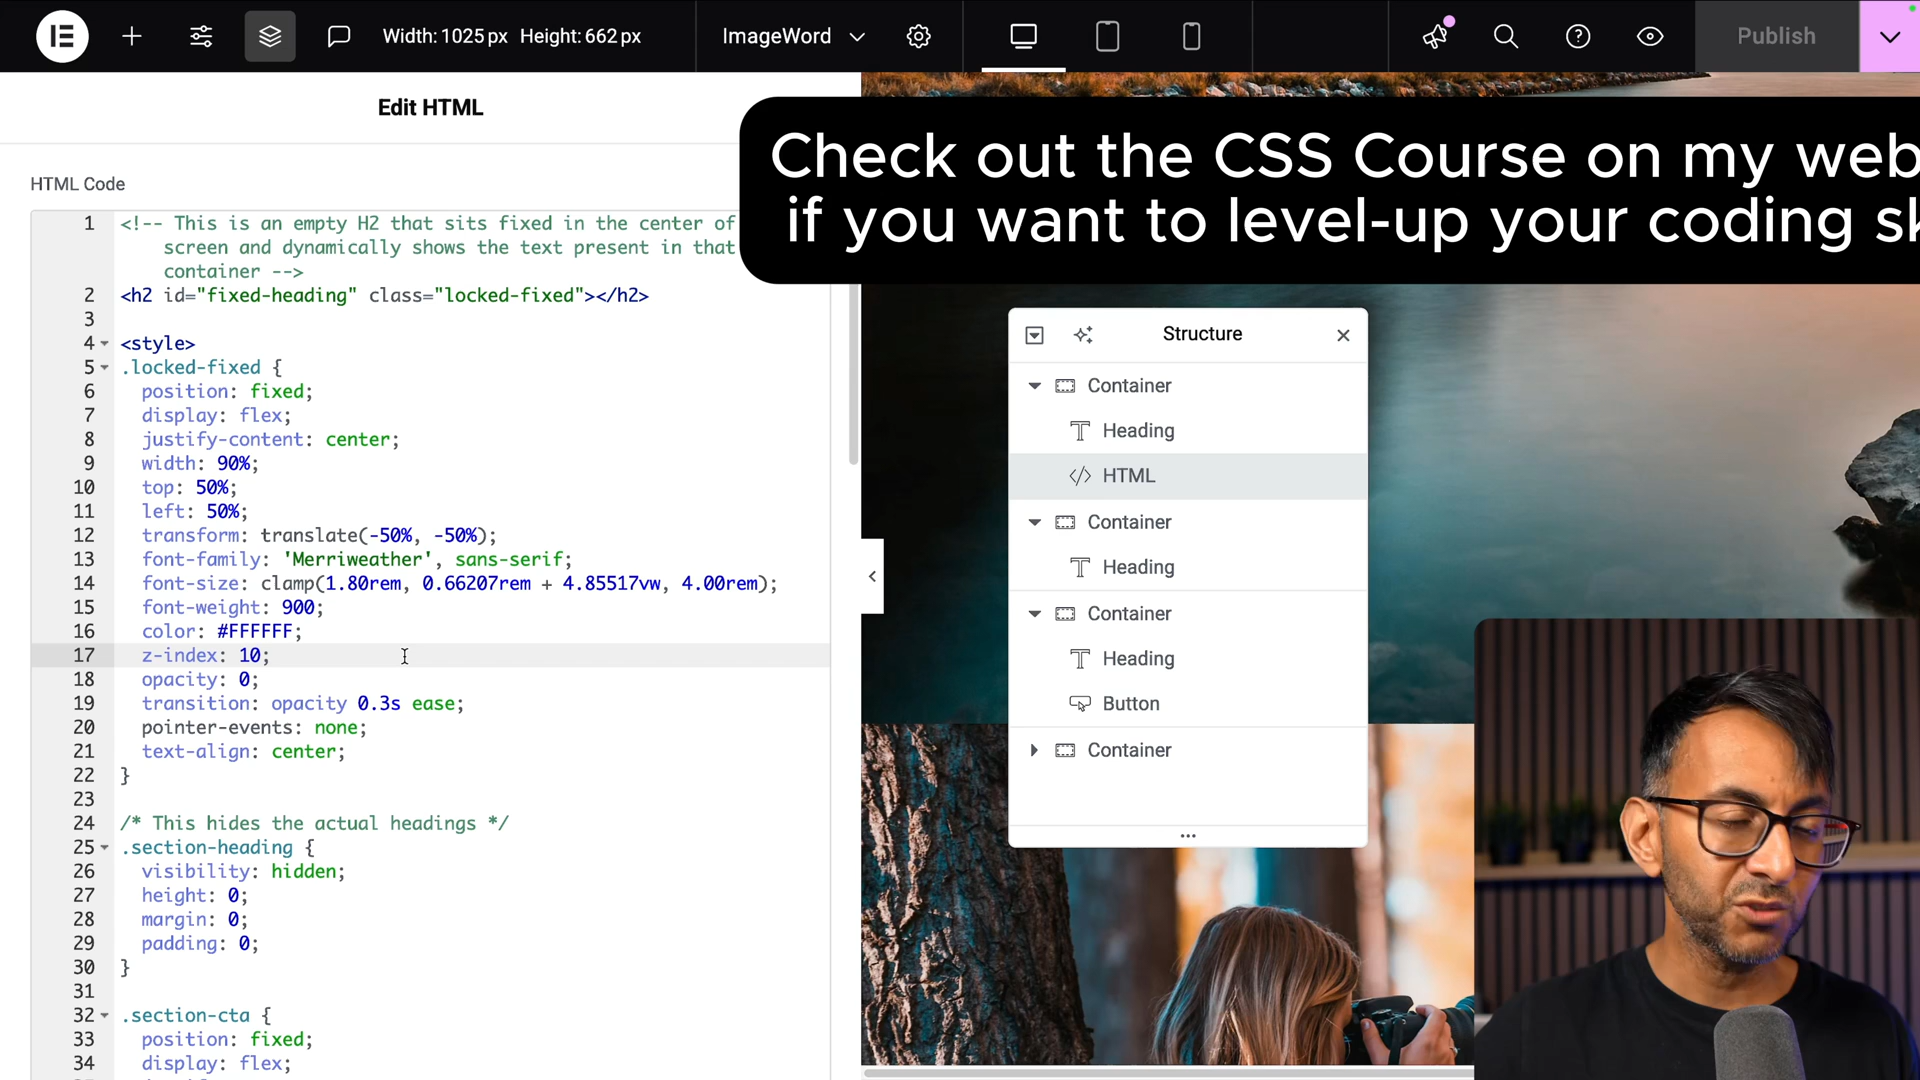 Width: 1025 px Height: 662 px
ImageWord
Publish
Edit HTML
HTML Code
Check out the CSS Course on my web
if you want to level-up your coding sk
1 <!-- This is an empty H2 that sits fixed in the center of
screen and dynamically shows the text present in that
container -->
2 <h2 id="fixed-heading" class="locked-fixed"></h2>
3
4 <style>
5 .locked-fixed {
6 position: fixed;
7 display: flex;
8 justify-content: center;
9 width: 90%;
10 top: 50%;
11 left: 50%;
12 transform: translate(-50%, -50%);
13 font-family: 'Merriweather', sans-serif;
14 font-size: clamp(1.80rem, 0.66207rem + 4.85517vw, 4.00rem);
15 font-weight: 900;
16 color: #FFFFFF;
17 z-index: 10;
18 opacity: 0;
19 transition: opacity 0.3s ease;
20 pointer-events: none;
21 text-align: center;
22 }
23
24 /* This hides the actual headings */
25 .section-heading {
26 visibility: hidden;
27 height: 0;
28 margin: 0;
29 padding: 0;
30 }
31
32 .section-cta {
33 position: fixed;
34 display: flex;
Structure
Container
Heading
</> HTML
Container
Heading
Container
Heading
Button
Container